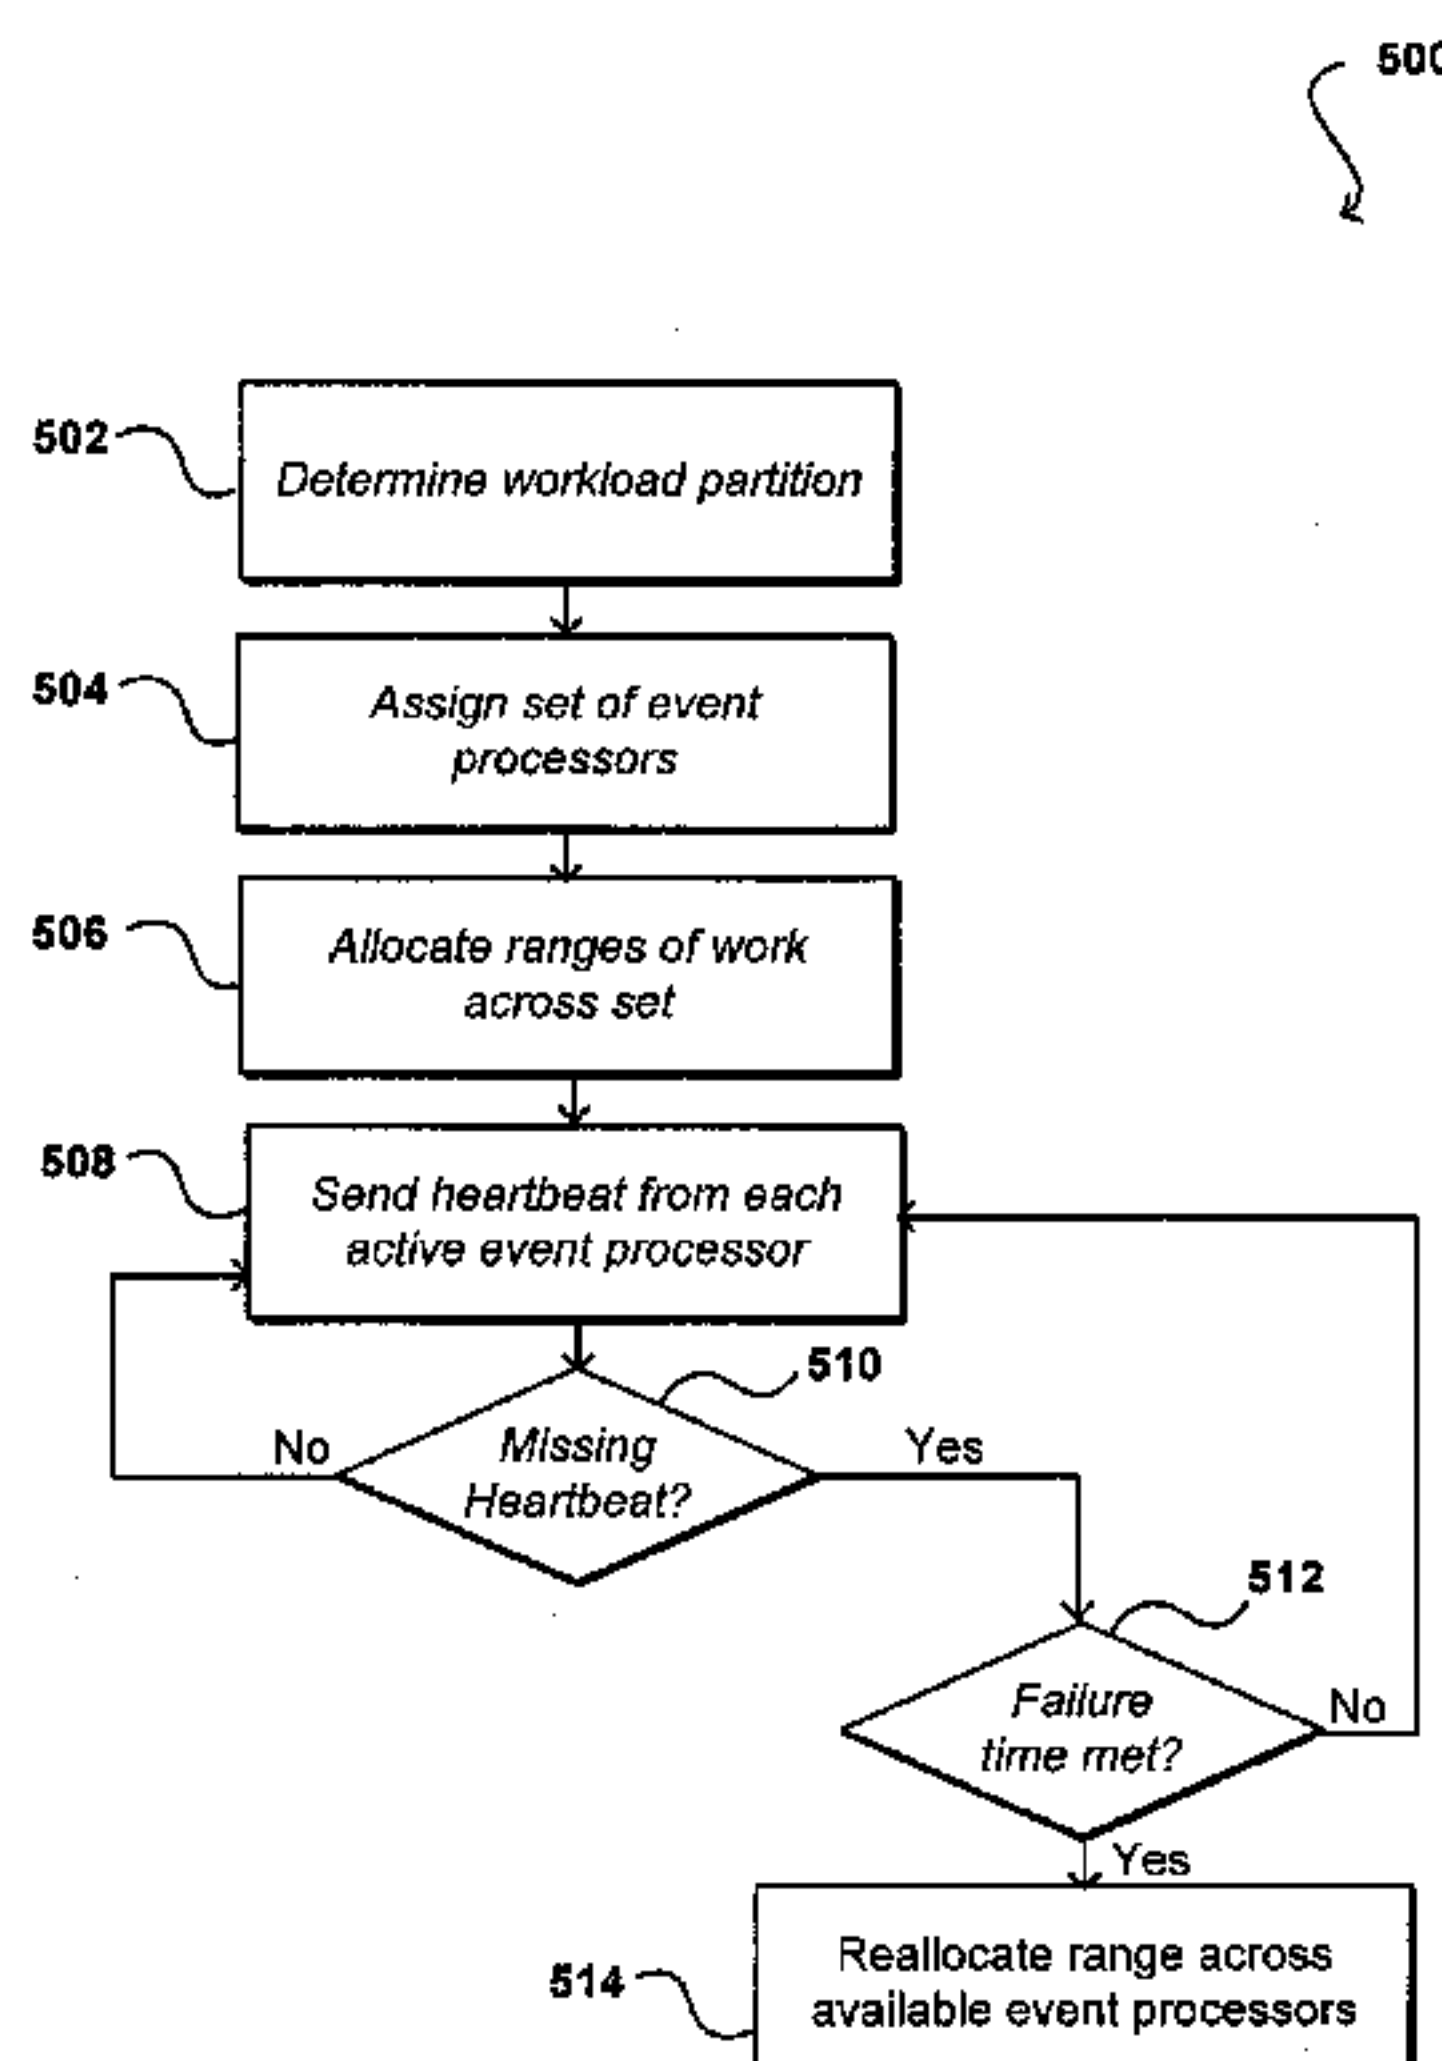 500
502
Determine workload partition
504
Assign set of event
processors
506
Allocate ranges of work
across set
508
Send heartbeat from each
active event processor
510
No
Missing
Heartbeat?
Yes
512
Failure
time met?
No
Yes
514
Reallocate range across
available event processors